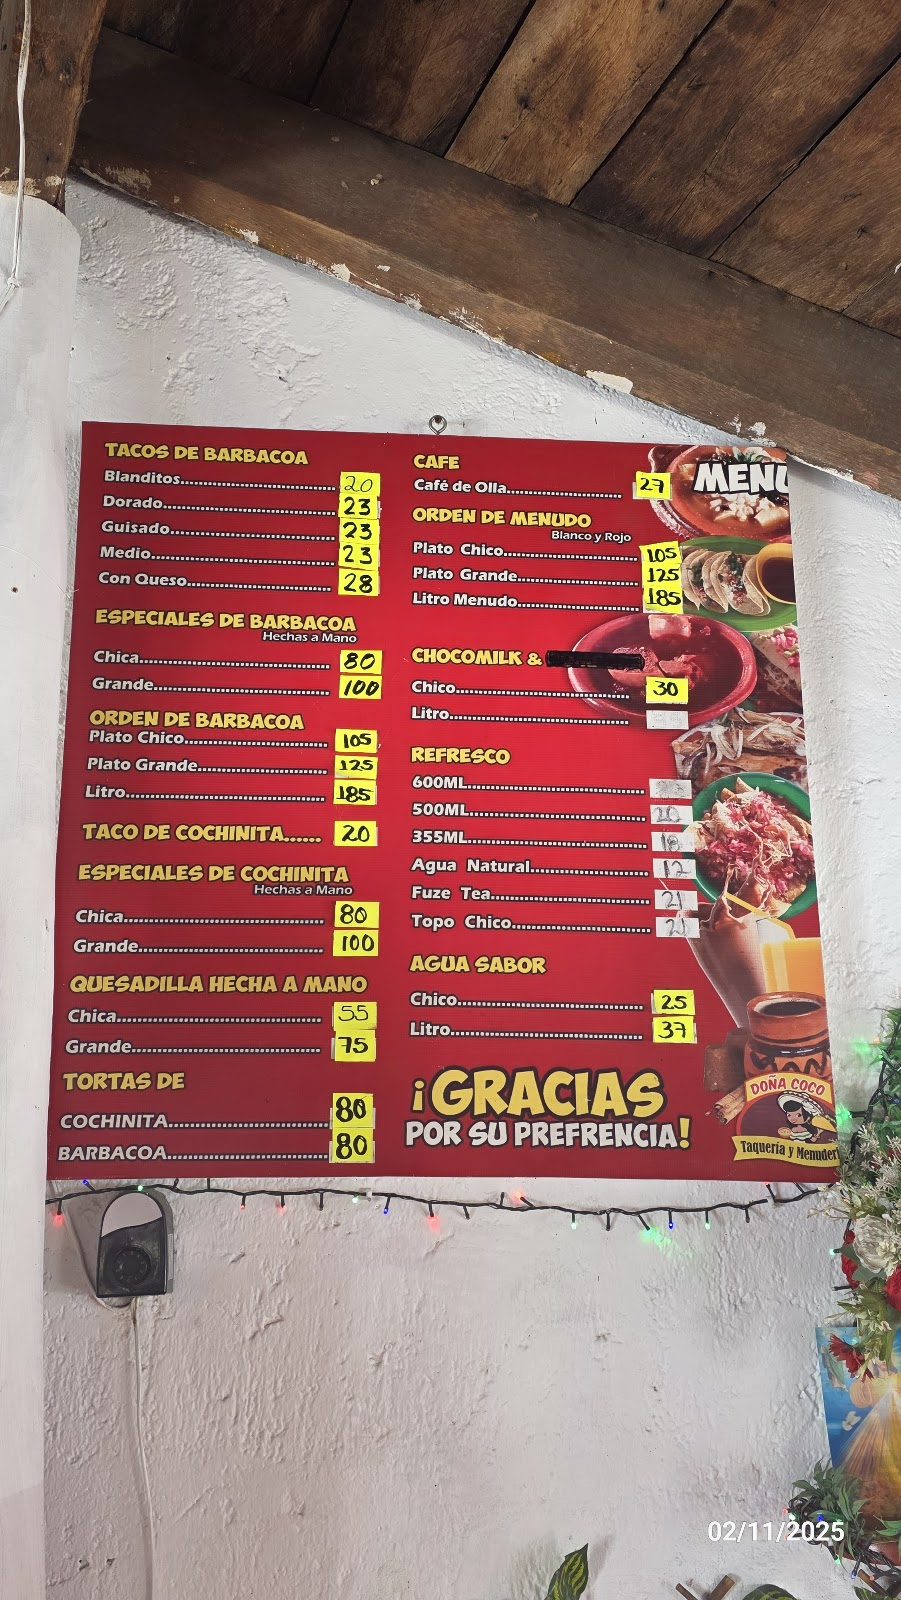 MENU
TACOS DE BARBACOA
Blanditos 20
Dorado 23
Guisado 23
Medio 23
Con Queso 28
ESPECIALES DE BARBACOA
Hechas a Mano
Chica 80
Grande 100
ORDEN DE BARBACOA
Plato Chico 105
Plato Grande 125
Litro 185
TACO DE COCHINITA...... 20
ESPECIALES DE COCHINITA
Hechas a Mano
Chica 80
Grande 100
QUESADILLA HECHA A MANO
Chica 55
Grande 75
TORTAS DE
COCHINITA 80
BARBACOA 80
CAFE
Café de Olla 27
ORDEN DE MENUDO
Blanco y Rojo
Plato Chico 105
Plato Grande 125
Litro Menudo 185
CHOCOMILK &
Chico 30
Litro
REFRESCO
600ML
500ML
355ML
Agua Natural 12
Fuze Tea 21
Topo Chico
AGUA SABOR
Chico 25
Litro 37
¡GRACIAS
POR SU PREFRENCIA!
DOÑA COCO
Taquería y Menuder
02/11/2025